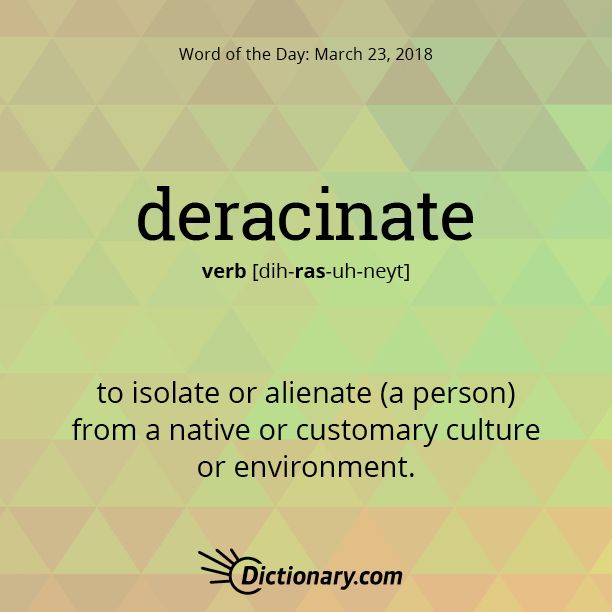 Word of the Day: March 23, 2018
deracinate
verb [dih-ras-uh-neyt]
to isolate or alienate (a person)
from a native or customary culture
or environment.
Dictionary.com